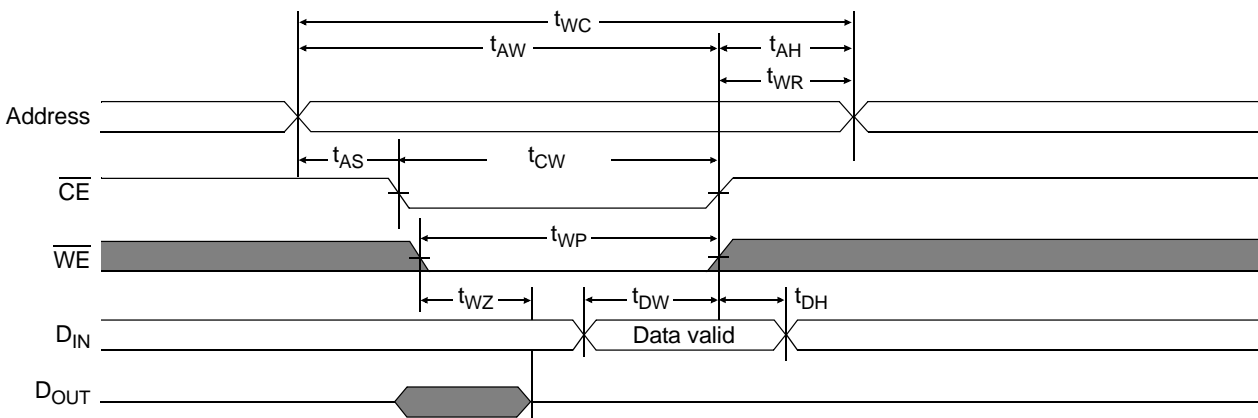 tWC
tAW tAH
tWR
Address
tAS tCW
CE
tWP
WE
tWZ tDW tDH
DIN Data valid
DOUT